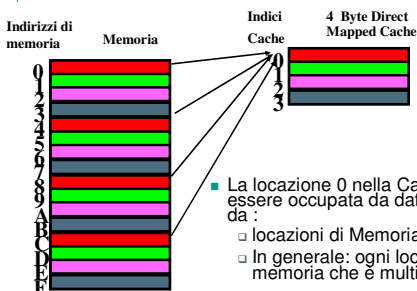 Indirizzi di
memoria
Memoria
Indici
Cache
4 Byte Direct
Mapped Cache
0
1
2
3
4
5
6
7
8
9
A
B
C
D
E
F
0
1
2
3
La locazione 0 nella Ca
essere occupata da dat
da :
locazioni di Memoria
In generale: ogni loc
memoria che è multi